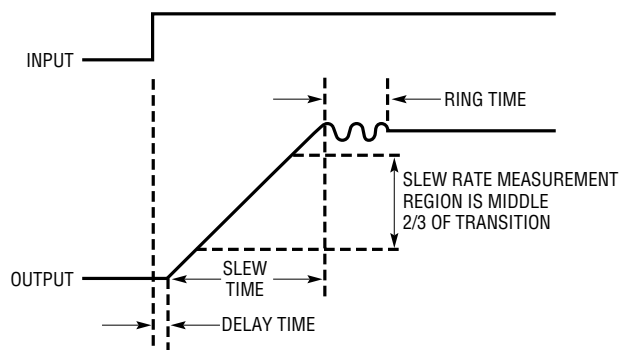 INPUT
RING TIME
SLEW RATE MEASUREMENT
REGION IS MIDDLE
2/3 OF TRANSITION
OUTPUT
SLEW
TIME
DELAY TIME